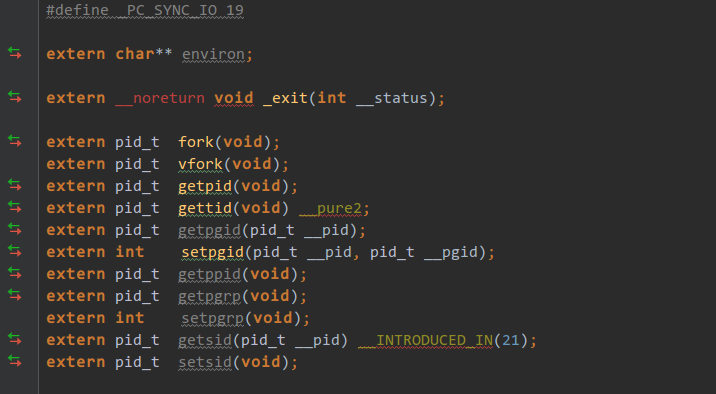 #define _PC_SYNC_IO 19
extern char** environ;
extern __noreturn void _exit(int __status);
extern pid_t  fork(void);
extern pid_t  vfork(void);
extern pid_t  getpid(void);
extern pid_t  gettid(void) __pure2;
extern pid_t  getpgid(pid_t __pid);
extern int    setpgid(pid_t __pid, pid_t __pgid);
extern pid_t  getppid(void);
extern pid_t  getpgrp(void);
extern int    setpgrp(void);
extern pid_t  getsid(pid_t __pid) __INTRODUCED_IN(21);
extern pid_t  setsid(void);